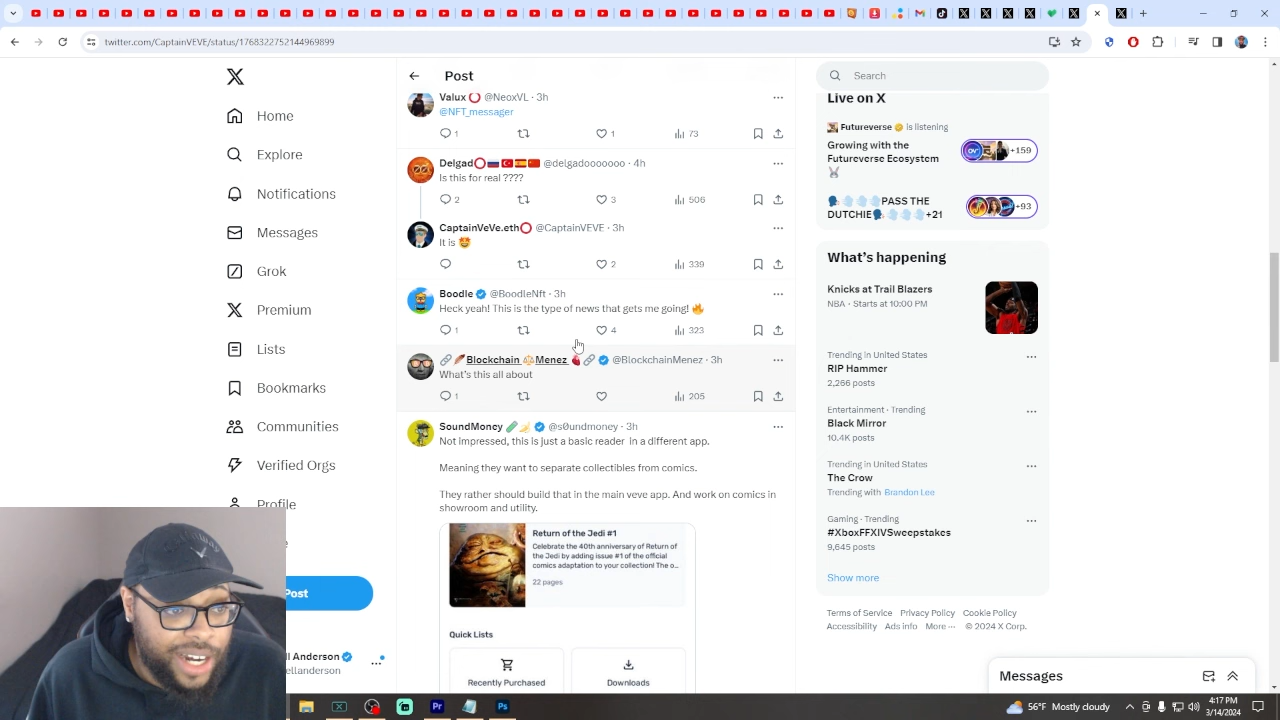 twitter.com/CaptainVEVE/status/1768322752144969899
Home
Explore
Notifications
Messages
Grok
Premium
Lists
Bookmarks
Communities
Verified Orgs
Profile
Post
Anderson
ellanderson
Post
Valux @NeoxVL · 3h
@NFT_messager
1 1 73
Delgad @delgadooooooo · 4h
Is this for real ????
2 3 506
CaptainVeVe.eth @CaptainVEVE · 3h
It is
2 339
Boodle @BoodleNft · 3h
Heck yeah! This is the type of news that gets me going!
1 4 323
Blockchain Menez @BlockchainMenez · 3h
What's this all about
1 205
SoundMoney @s0undmoney · 3h
Not impressed, this is just a basic reader in a different app.
Meaning they want to separate collectibles from comics.
They rather should build that in the main veve app. And work on comics in
showroom and utility.
Return of the Jedi #1
Celebrate the 40th anniversary of Return of
the Jedi by adding issue #1 of the official
comics adaptation to your collection! The o...
22 pages
Quick Lists
Recently Purchased
Downloads
Search
Live on X
Futureverse is listening
Growing with the
Futureverse Ecosystem
+159
PASS THE
DUTCHIE +21
+93
What's happening
Knicks at Trail Blazers
NBA · Starts at 10:00 PM
Trending in United States
RIP Hammer
2,266 posts
Entertainment · Trending
Black Mirror
10.4K posts
Trending in United States
The Crow
Trending with Brandon Lee
Gaming · Trending
#XboxFFXIVSweepstakes
9,645 posts
Show more
Terms of Service Privacy Policy Cookie Policy
Accessibility Ads info More ··· © 2024 X Corp.
Messages
56°F Mostly cloudy
4:17 PM
3/14/2024